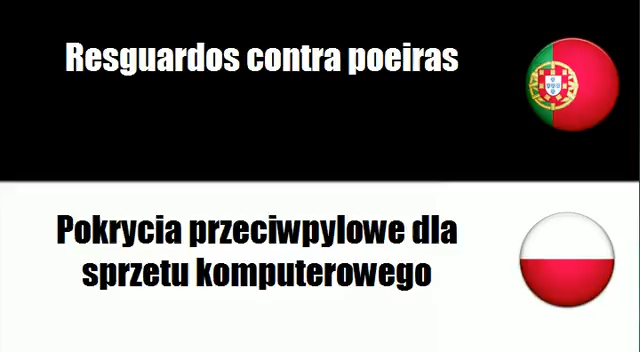 Resguardos contra poeiras
Pokrycia przeciwpylowe dla
sprzetu komputerowego